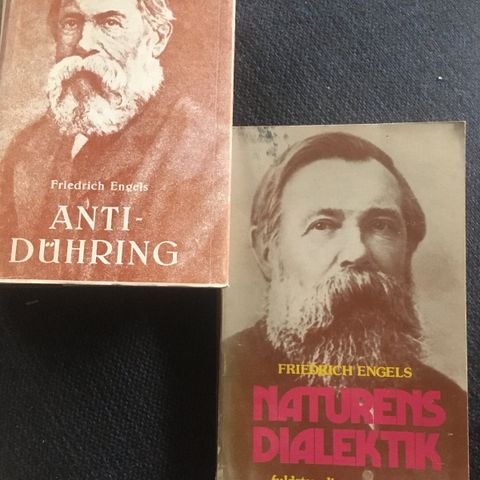 Friedrich Engels
ANTI-
DÜHRING
FRIEDRICH ENGELS
NATURENS
DIALEKTIK